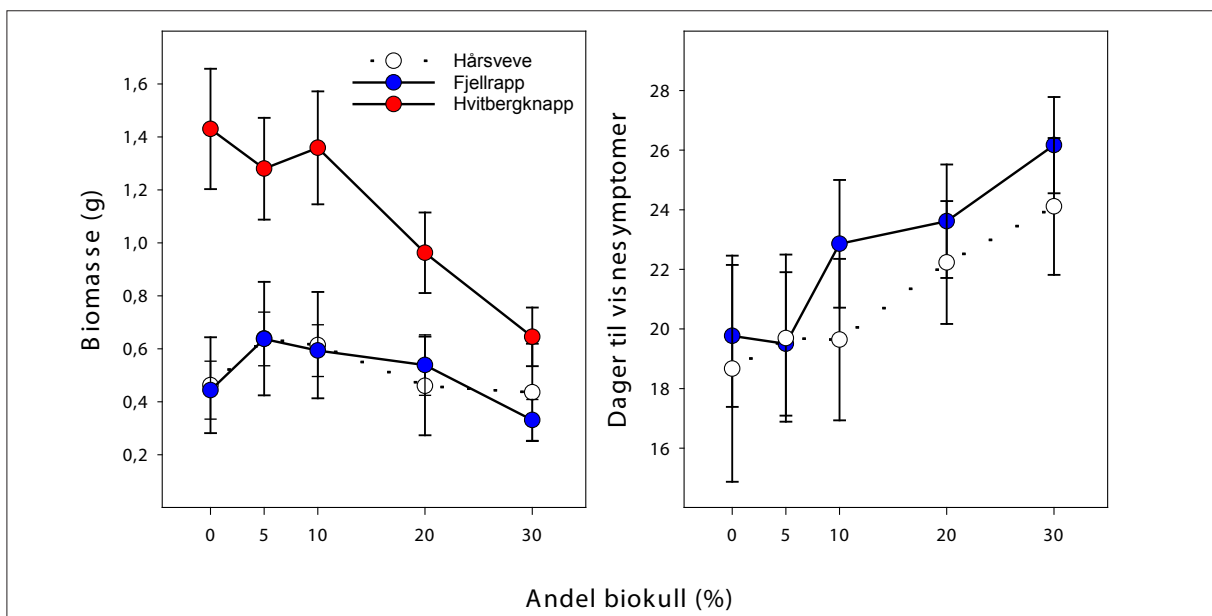 Hårsveve
Fjellrapp
Hvitbergknapp
Biomasse (g)
1,6
1,4
1,2
1,0
0,8
0,6
0,4
0,2
0 5 10 20 30
Dager til visnesymptomer
28
26
24
22
20
18
16
0 5 10 20 30
Andel biokull (%)